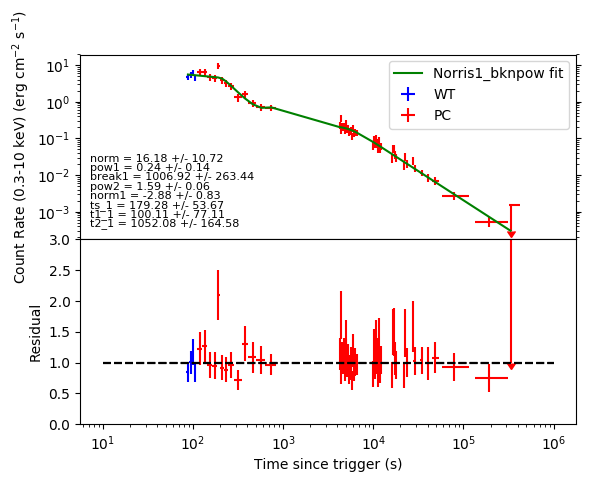 Count Rate (0.3-10 keV) (erg cm⁻² s⁻¹)
10¹
10⁰
10⁻¹
10⁻²
10⁻³
Norris1_bknpow fit
WT
PC
norm = 16.18 +/- 10.72
pow1 = 0.24 +/- 0.14
break1 = 1006.92 +/- 263.44
pow2 = 1.59 +/- 0.06
norm1 = -2.88 +/- 0.83
ts_1 = 179.28 +/- 53.67
t1_1 = 100.11 +/- 77.11
t2_1 = 1052.08 +/- 164.58
Residual
3.0
2.5
2.0
1.5
1.0
0.5
0.0
10¹ 10² 10³ 10⁴ 10⁵ 10⁶
Time since trigger (s)